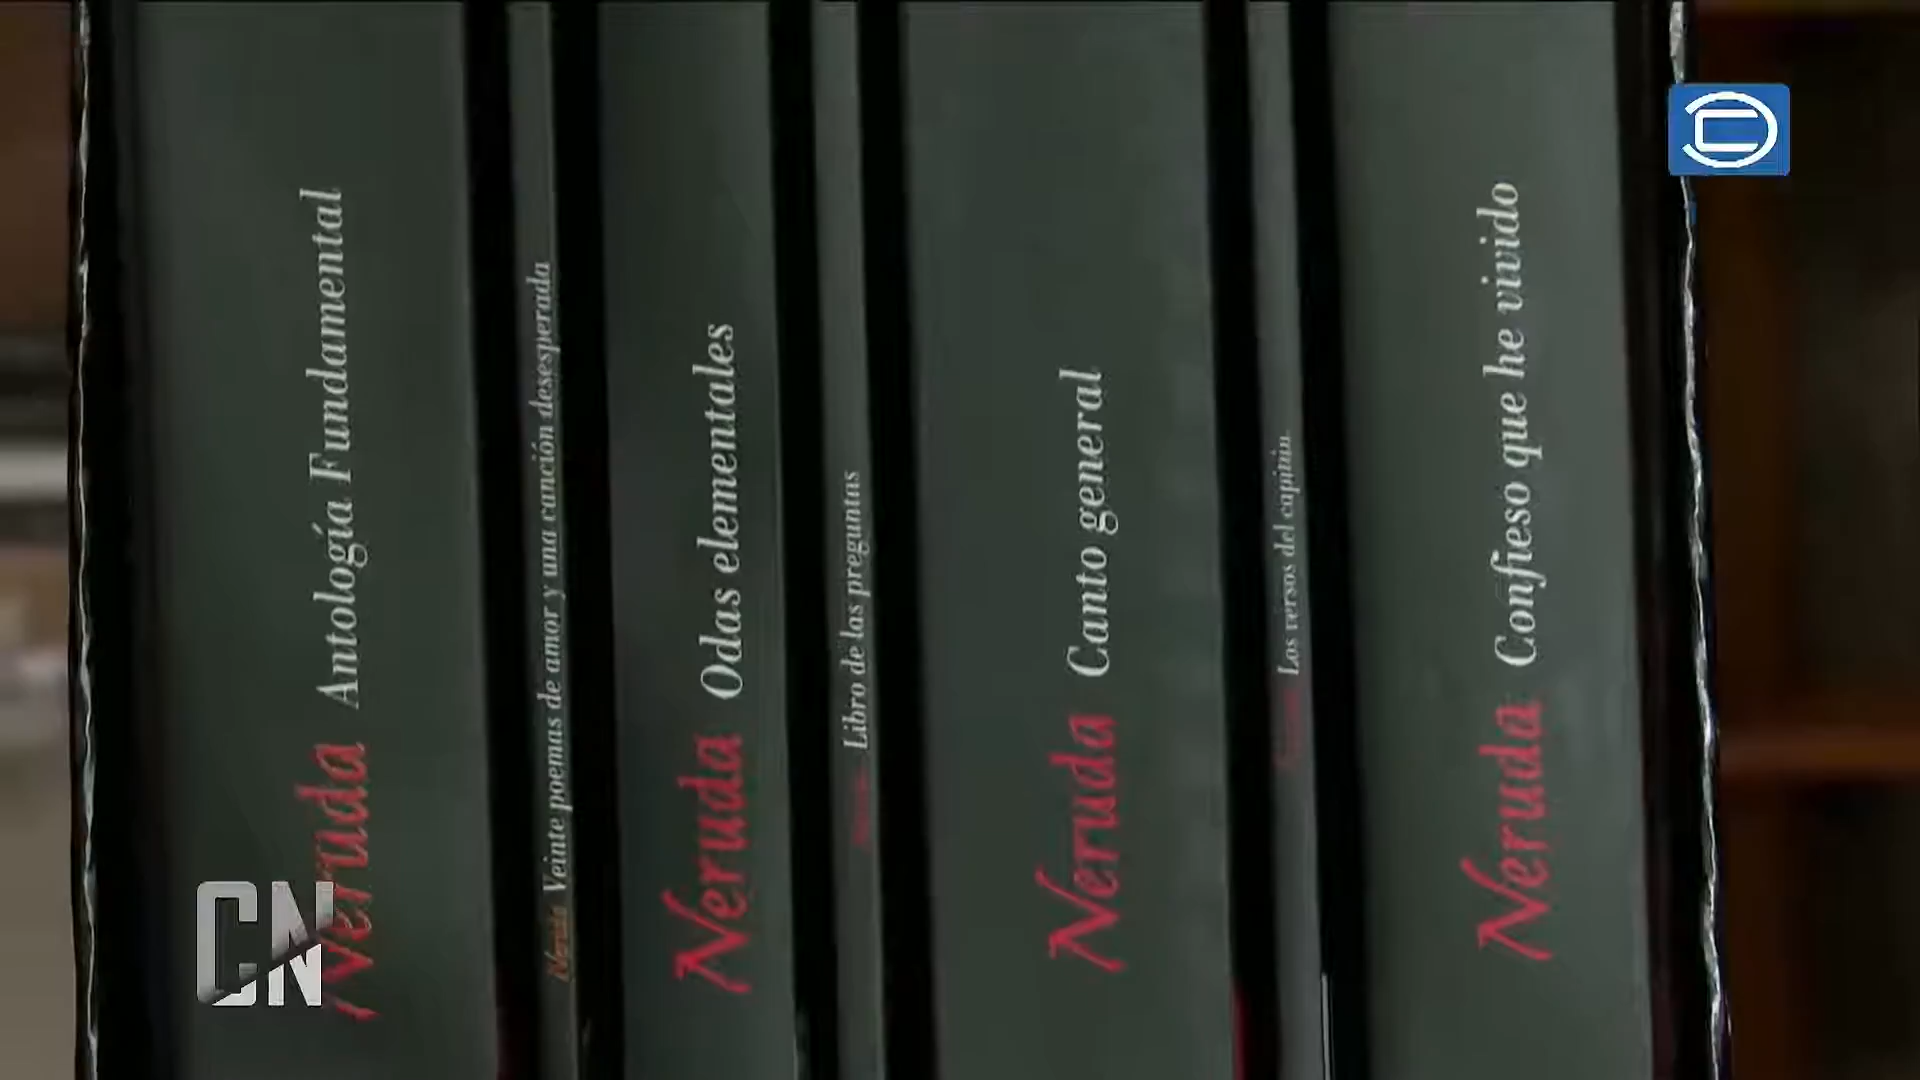 Neruda Antología Fundamental
Neruda Veinte poemas de amor y una canción desesperada
Neruda Odas elementales
Libro de las preguntas
Neruda Canto general
Los versos del capitán
Neruda Confieso que he vivido
CN